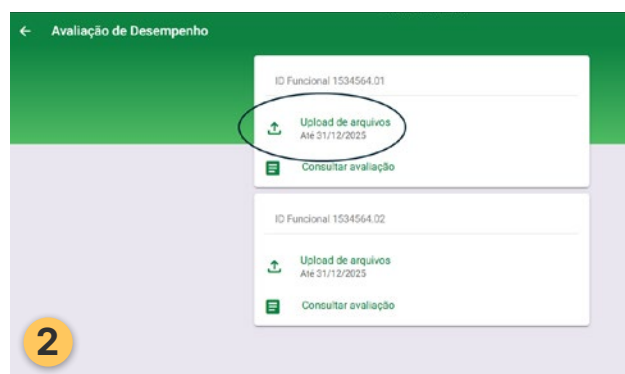 ← Avaliação de Desempenho
ID Funcional 1534564.01
Upload de arquivos
Até 31/12/2025
Consultar avaliação
ID Funcional 1534564.02
Upload de arquivos
Até 31/12/2025
Consultar avaliação
2